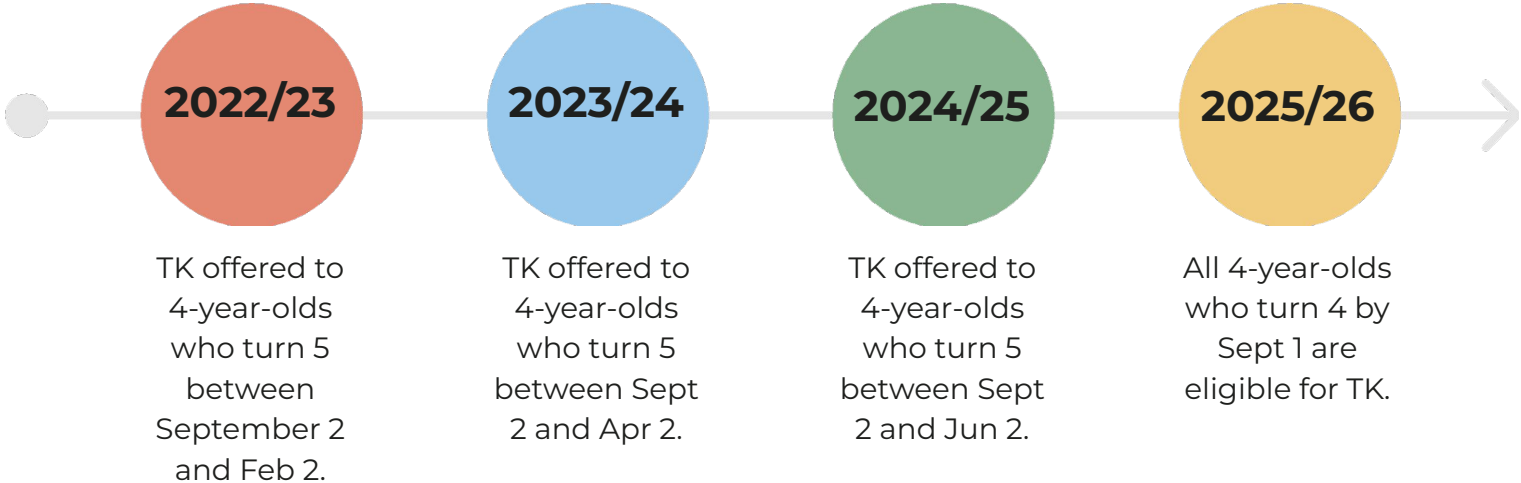 2022/23
TK offered to
4-year-olds
who turn 5
between
September 2
and Feb 2.
2023/24
TK offered to
4-year-olds
who turn 5
between Sept
2 and Apr 2.
2024/25
TK offered to
4-year-olds
who turn 5
between Sept
2 and Jun 2.
2025/26
All 4-year-olds
who turn 4 by
Sept 1 are
eligible for TK.